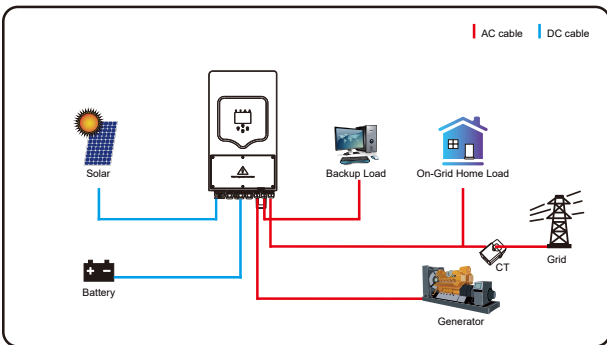 AC cable
DC cable
Solar
Backup Load
On-Grid Home Load
CT
Grid
Battery
Generator